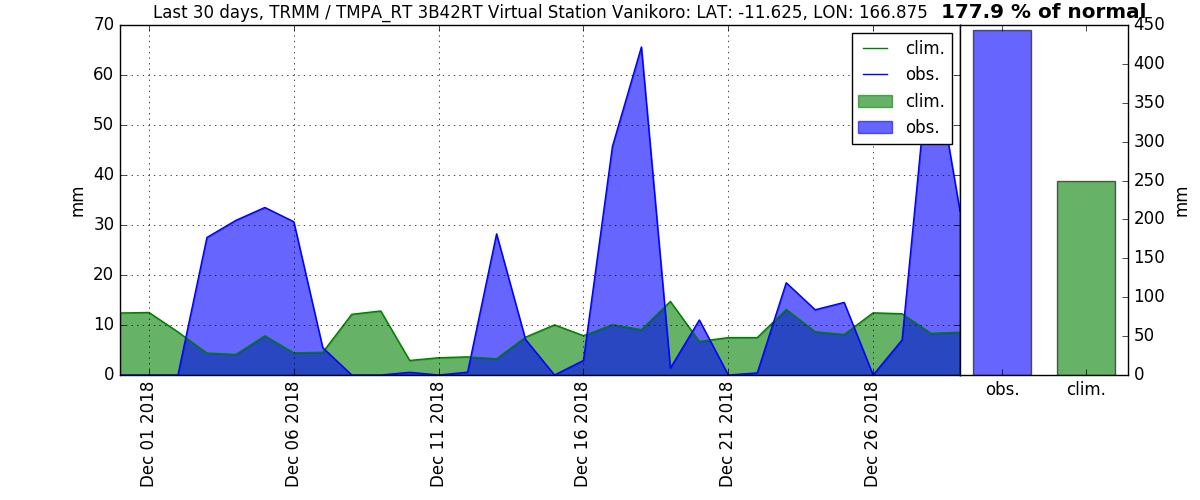 Last 30 days, TRMM / TMPA_RT 3B42RT Virtual Station Vanikoro: LAT: -11.625, LON: 166.875 177.9 % of normal
70
60
50
40
30
20
10
0
mm
clim.
obs.
clim.
obs.
450
400
350
300
250
200
150
100
50
0
mm
obs. clim.
Dec 01 2018
Dec 06 2018
Dec 11 2018
Dec 16 2018
Dec 21 2018
Dec 26 2018